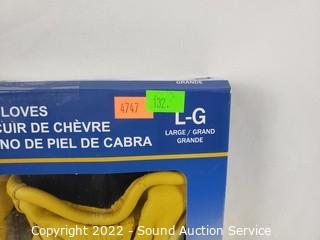 GRANDE
LOVES
CUIR DE CHÈVRE
NO DE PIEL DE CABRA
4747
132.
L-G
LARGE / GRAND
GRANDE
Copyright 2022 - Sound Auction Service